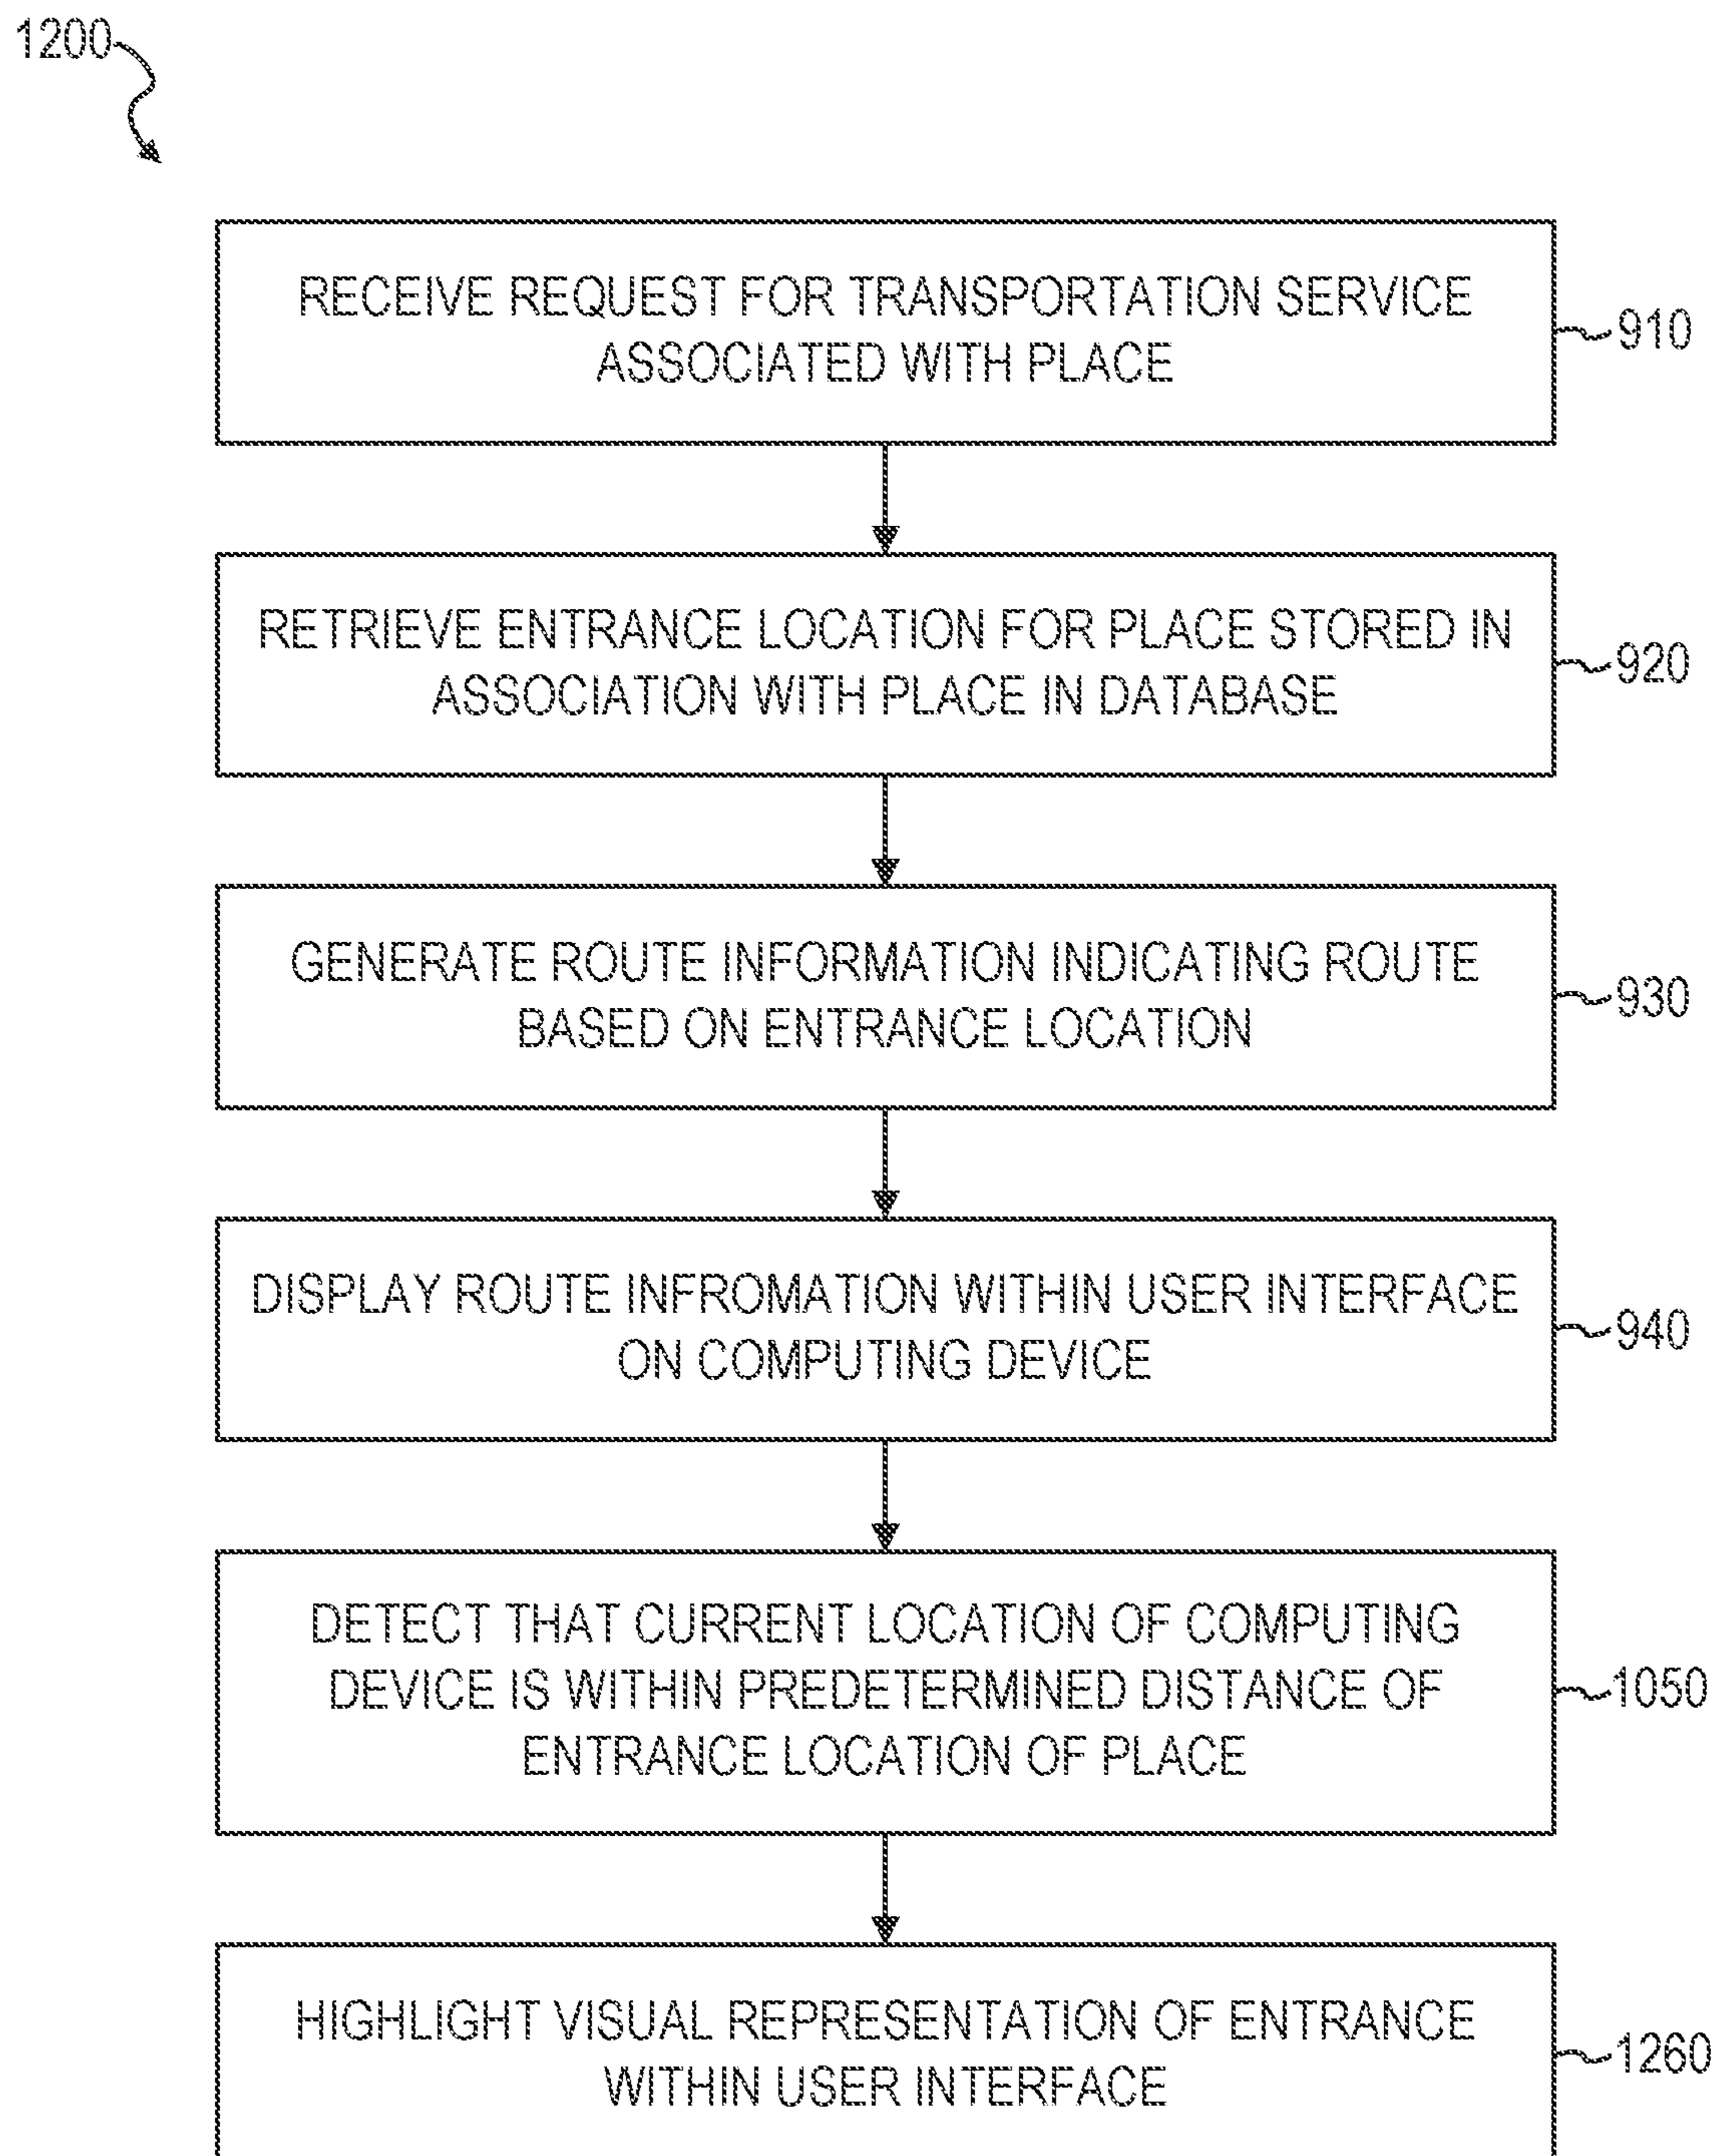 1200
RECEIVE REQUEST FOR TRANSPORTATION SERVICE
ASSOCIATED WITH PLACE
910
RETRIEVE ENTRANCE LOCATION FOR PLACE STORED IN
ASSOCIATION WITH PLACE IN DATABASE
920
GENERATE ROUTE INFORMATION INDICATING ROUTE
BASED ON ENTRANCE LOCATION
930
DISPLAY ROUTE INFROMATION WITHIN USER INTERFACE
ON COMPUTING DEVICE
940
DETECT THAT CURRENT LOCATION OF COMPUTING
DEVICE IS WITHIN PREDETERMINED DISTANCE OF
ENTRANCE LOCATION OF PLACE
1050
HIGHLIGHT VISUAL REPRESENTATION OF ENTRANCE
WITHIN USER INTERFACE
1260